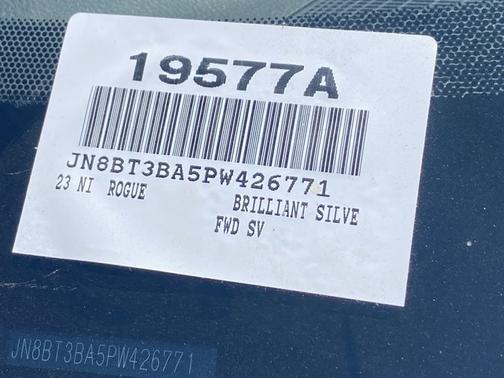 19577A
JN8BT3BA5PW426771
23 NI ROGUE
BRILLIANT SILVE
FWD SV
JN8BT3BA5PW426771